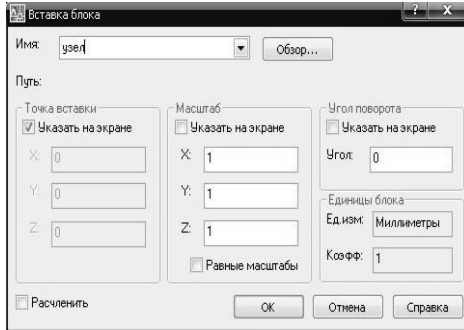 Вставка блока
Имя: узел Обзор...
Путь:
Точка вставки Масштаб Угол поворота
Указать на экране Указать на экране Указать на экране
X: 0 X: 1 Угол: 0
Y: 0 Y: 1 Единицы блока
Z: 0 Z: 1 Ед.изм: Миллиметры
Равные масштабы Коэфф: 1
Расчленить ОК Отмена Справка